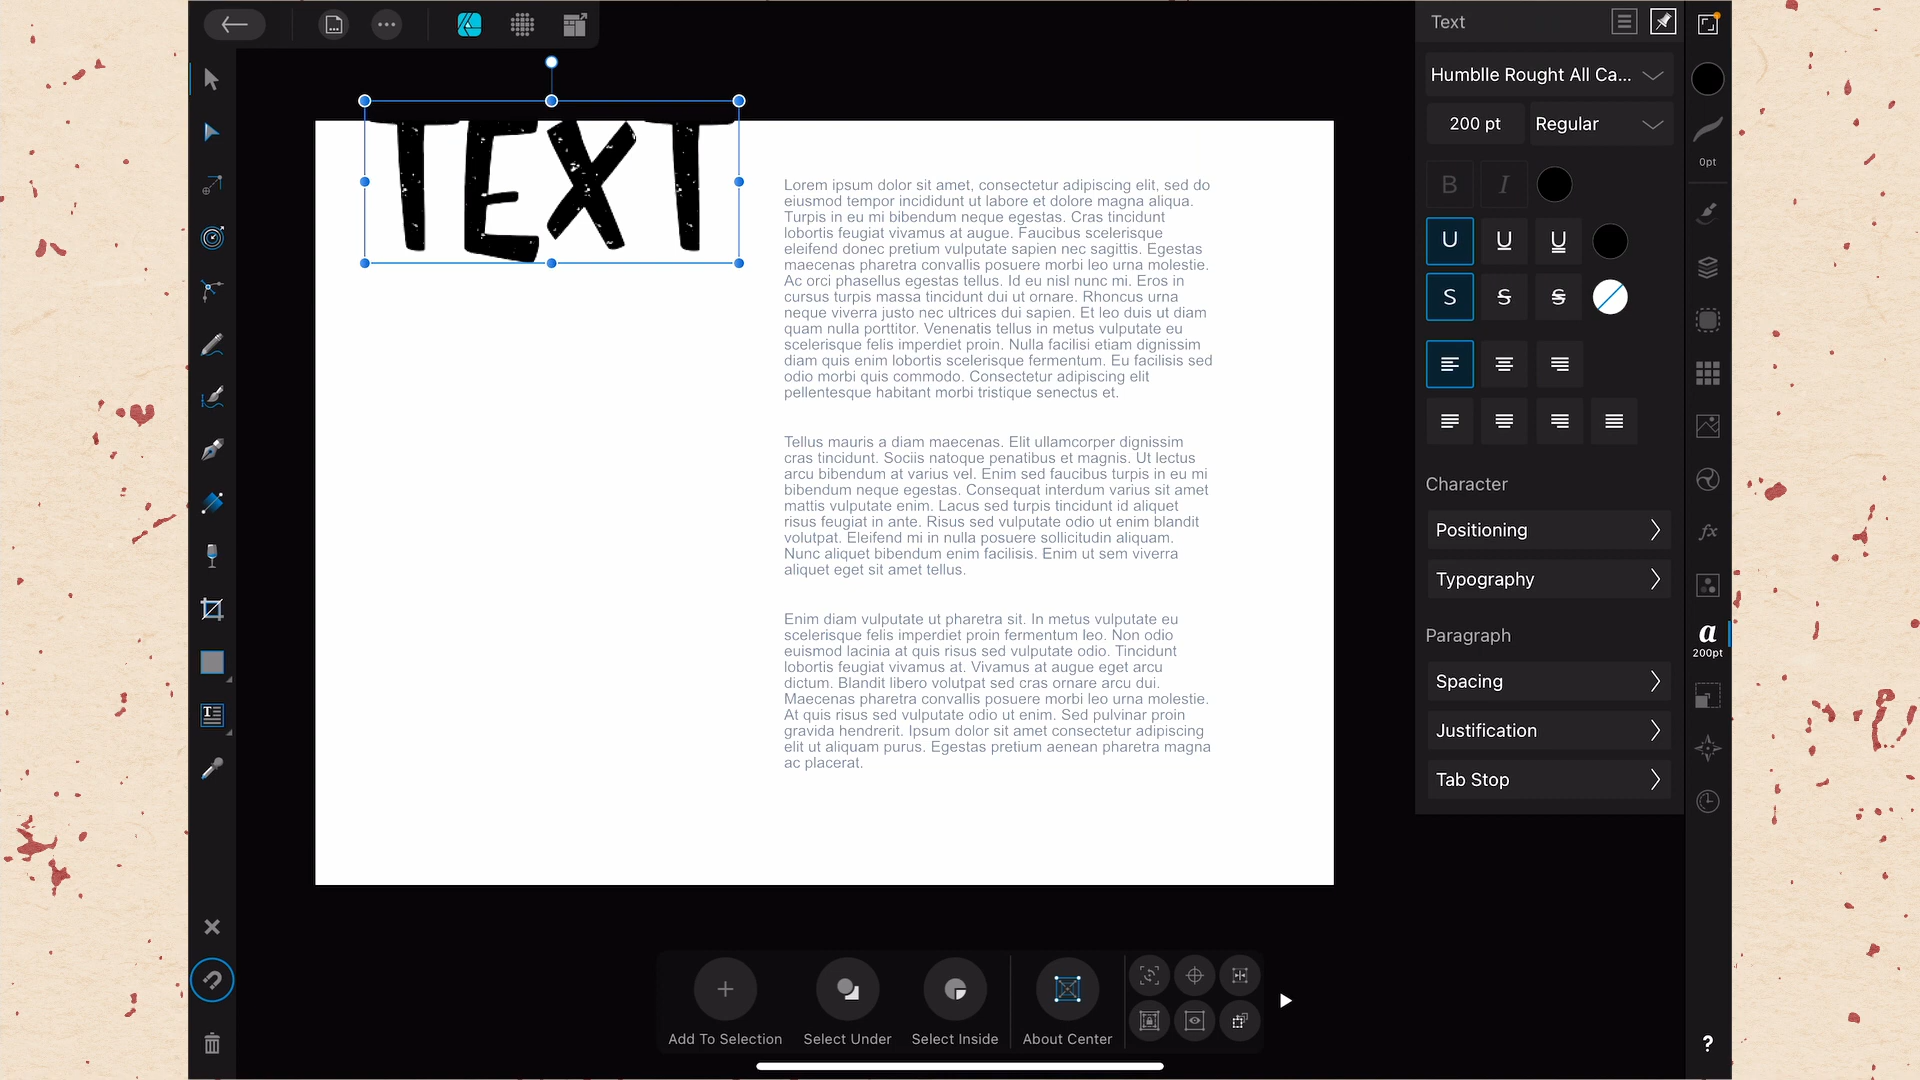 Text
Humblle Rought All Ca...
200 pt
Regular
0pt
B
I
U
U
U
S
S
S
TEXT
Lorem ipsum dolor sit amet, consectetur adipiscing elit, sed do
eiusmod tempor incididunt ut labore et dolore magna aliqua.
Turpis in eu mi bibendum neque egestas. Cras tincidunt
lobortis feugiat vivamus at augue. Faucibus scelerisque
eleifend donec pretium vulputate sapien nec sagittis. Egestas
maecenas pharetra convallis posuere morbi leo urna molestie.
Ac orci phasellus egestas tellus. Id eu nisl nunc mi. Eros in
cursus turpis massa tincidunt dui ut ornare. Rhoncus urna
neque viverra justo nec ultrices dui sapien. Et leo duis ut diam
quam nulla porttitor. Venenatis tellus in metus vulputate eu
scelerisque felis imperdiet proin. Nulla facilisi etiam dignissim
diam quis enim lobortis scelerisque fermentum. Eu facilisis sed
odio morbi quis commodo. Consectetur adipiscing elit
pellentesque habitant morbi tristique senectus et.
Tellus mauris a diam maecenas. Elit ullamcorper dignissim
cras tincidunt. Sociis natoque penatibus et magnis. Ut lectus
arcu bibendum at varius vel. Enim sed faucibus turpis in eu mi
bibendum neque egestas. Consequat interdum varius sit amet
mattis vulputate enim. Lacus sed turpis tincidunt id aliquet
risus feugiat in ante. Risus sed vulputate odio ut enim blandit
volutpat. Eleifend mi in nulla posuere sollicitudin aliquam.
Nunc aliquet bibendum enim facilisis. Enim ut sem viverra
aliquet eget sit amet tellus.
Enim diam vulputate ut pharetra sit. In metus vulputate eu
scelerisque felis imperdiet proin fermentum leo. Non odio
euismod lacinia at quis risus sed vulputate odio. Tincidunt
lobortis feugiat vivamus at. Vivamus at augue eget arcu
dictum. Blandit libero volutpat sed cras ornare arcu dui.
Maecenas pharetra convallis posuere morbi leo urna molestie.
At quis risus sed vulputate odio ut enim. Sed pulvinar proin
gravida hendrerit. Ipsum dolor sit amet consectetur adipiscing
elit ut aliquam purus. Egestas pretium aenean pharetra magna
ac placerat.
Character
Positioning
Typography
Paragraph
Spacing
Justification
Tab Stop
fx
a
200pt
T
Add To Selection
Select Under
Select Inside
About Center
?